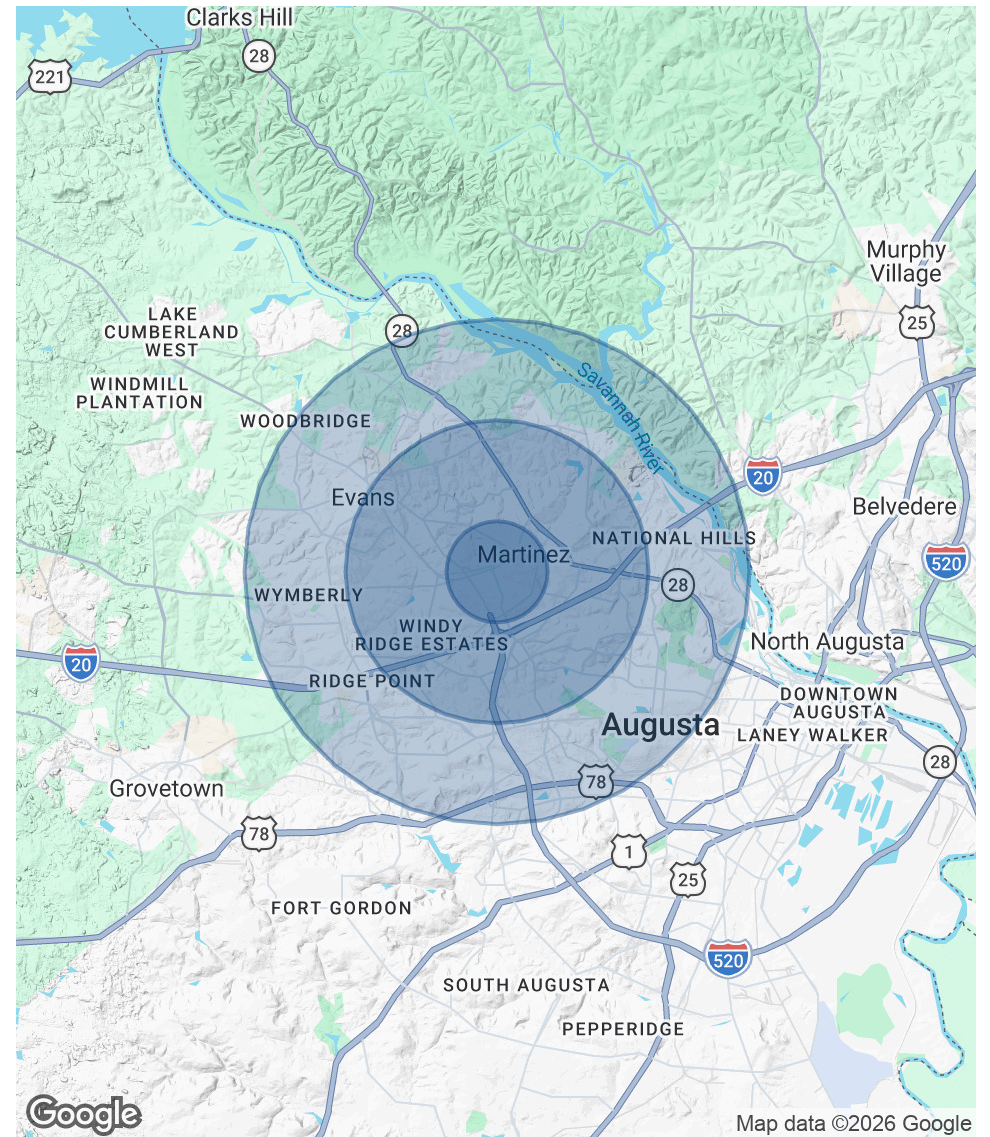 Clarks Hill
28
221
Murphy
Village
25
LAKE
CUMBERLAND
WEST
28
WINDMILL
PLANTATION
Savannah River
WOODBRIDGE
20
Evans
Belvedere
NATIONAL HILLS
Martinez
520
28
WYMBERLY
WINDY
RIDGE ESTATES
North Augusta
20
RIDGE POINT
DOWNTOWN
AUGUSTA
Augusta
LANEY WALKER
28
78
Grovetown
78
1
25
FORT GORDON
520
SOUTH AUGUSTA
PEPPERIDGE
Google
Map data ©2026 Google